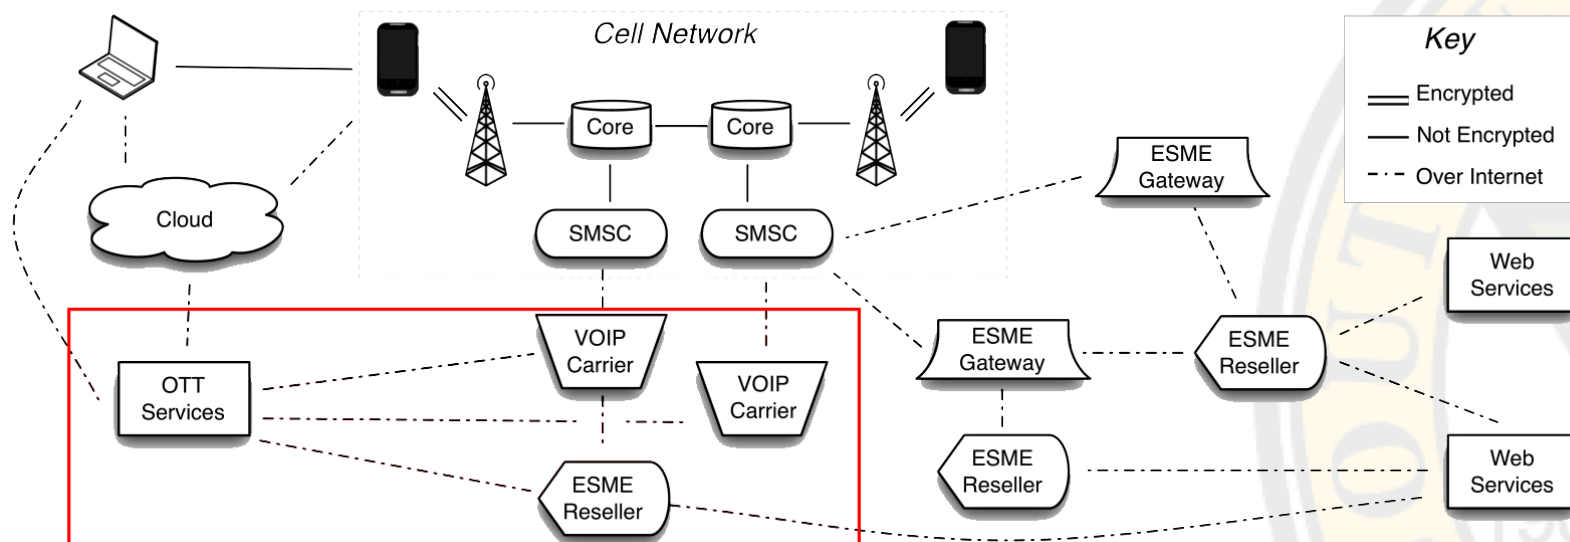 Cell Network
Key
Encrypted
Not Encrypted
Over Internet
Core
Core
ESME
Gateway
Cloud
SMSC
SMSC
Web
Services
VOIP
Carrier
ESME
Gateway
ESME
Reseller
OTT
Services
VOIP
Carrier
ESME
Reseller
Web
Services
ESME
Reseller